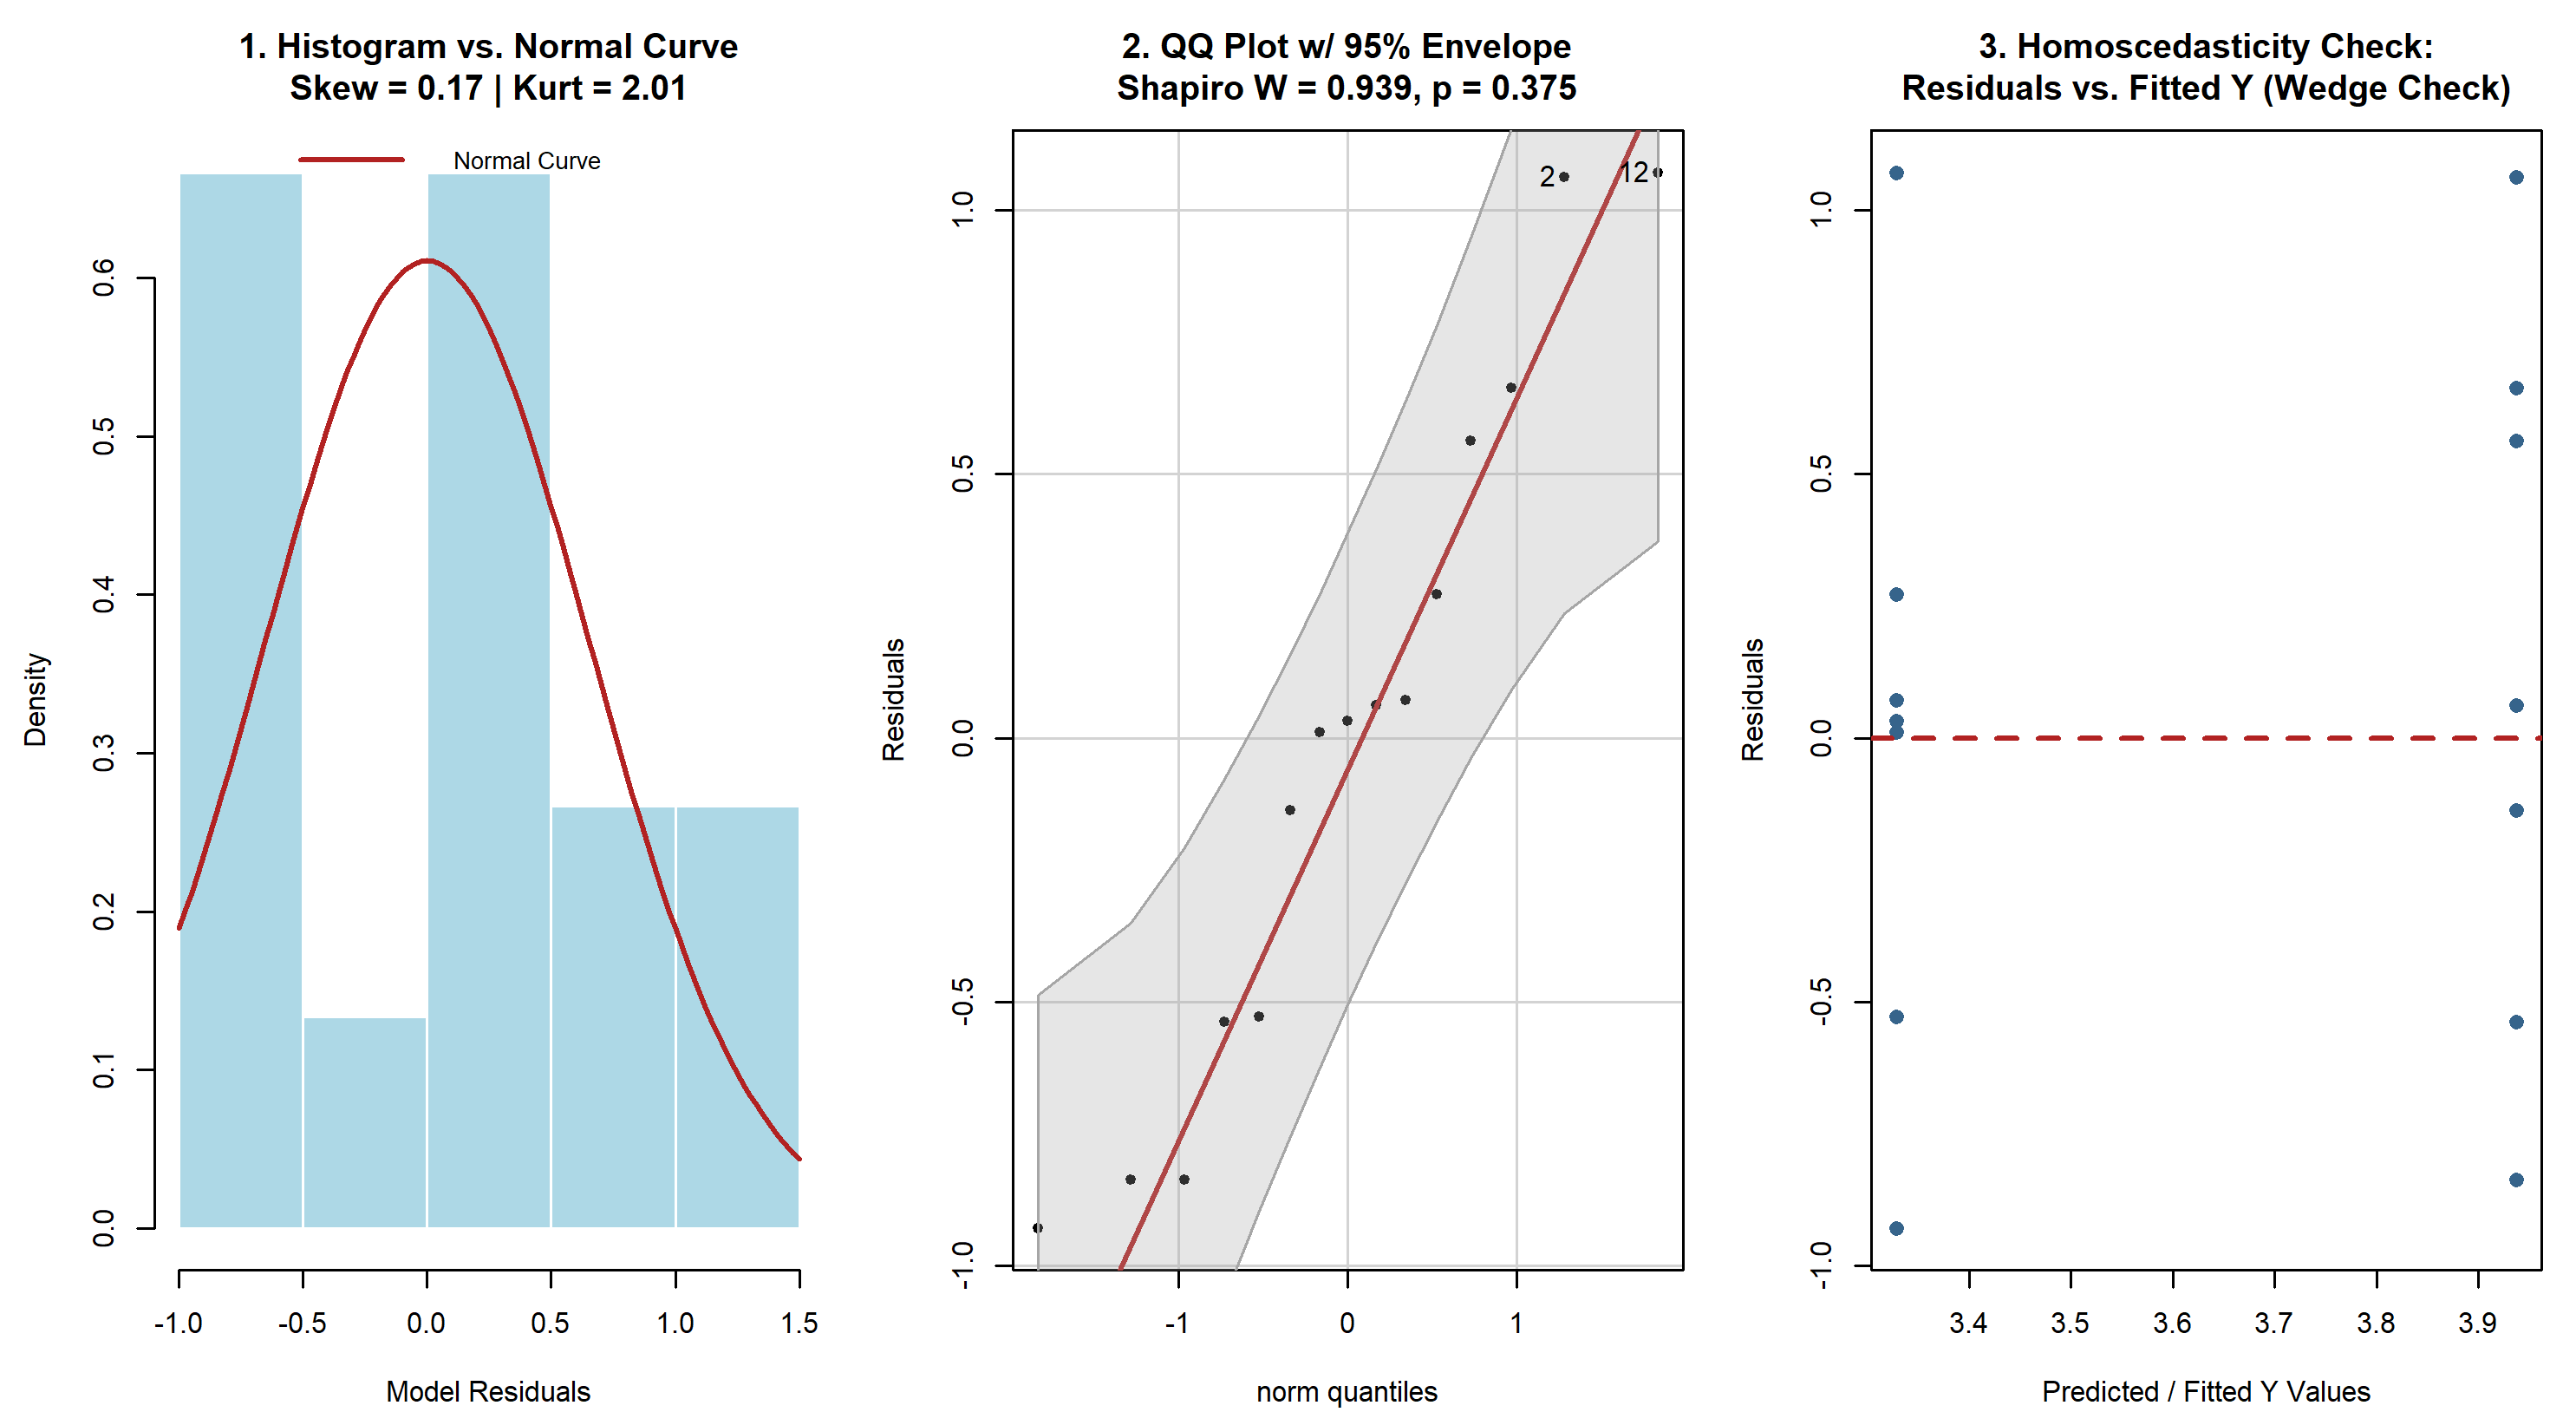 1. Histogram vs. Normal Curve
Skew = 0.17 | Kurt = 2.01
Normal Curve
Density
0.0
0.1
0.2
0.3
0.4
0.5
0.6
-1.0
-0.5
0.0
0.5
1.0
1.5
Model Residuals
2. QQ Plot w/ 95% Envelope
Shapiro W = 0.939, p = 0.375
2
12
Residuals
-1.0
-0.5
0.0
0.5
1.0
-1
0
1
norm quantiles
3. Homoscedasticity Check:
Residuals vs. Fitted Y (Wedge Check)
Residuals
-1.0
-0.5
0.0
0.5
1.0
3.4
3.5
3.6
3.7
3.8
3.9
Predicted / Fitted Y Values